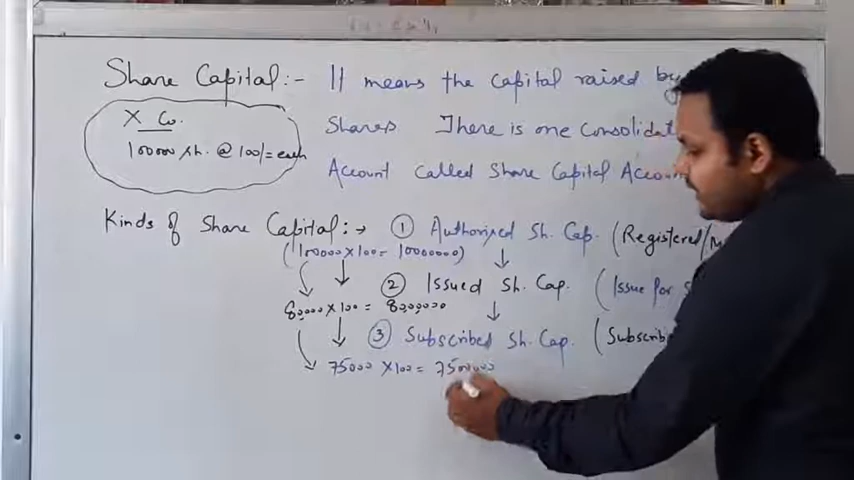 Share Capital :- It means the Capital raised by
X Co.
100000 sh. @ 100/= each
Shares There is one Consolidat
Account Called Share Capital Accoun
Kinds of Share Capital :→ ① Authorised Sh. Cap. (Registered/
(100000 x 100 = 10000000)
② Issued Sh. Cap. (Issue for S
80000 x 100 = 8000000
③ Subscribed Sh. Cap. (Subscrib
75000 x 100 = 7500000